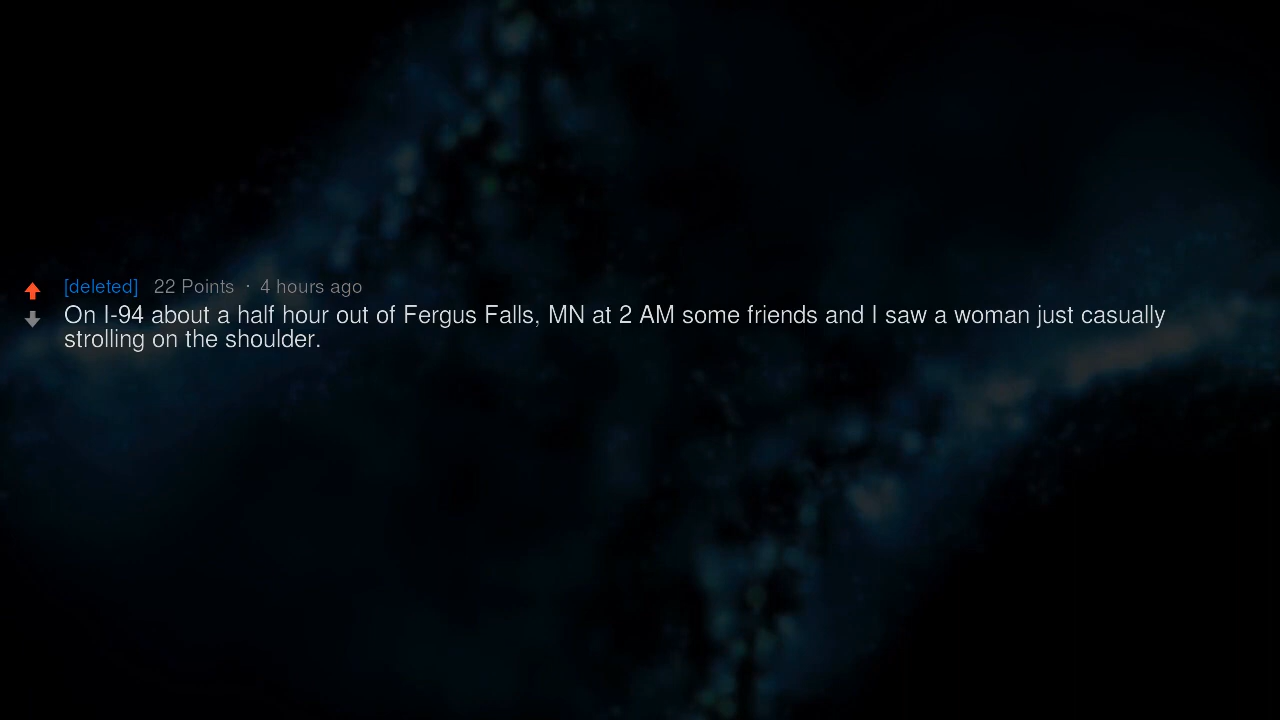 [deleted] 22 Points · 4 hours ago
On I-94 about a half hour out of Fergus Falls, MN at 2 AM some friends and I saw a woman just casually
strolling on the shoulder.